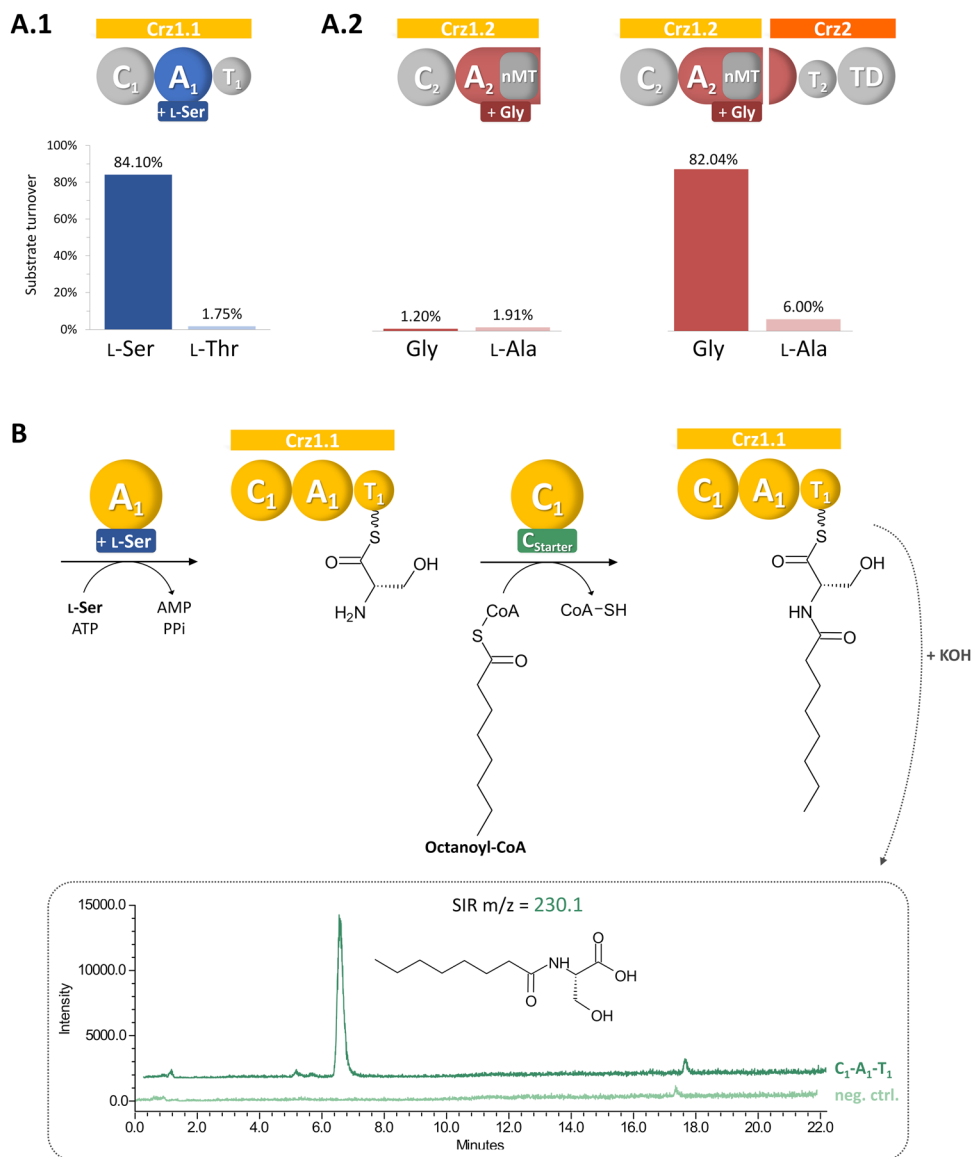 A.1
Crz1.1
C1 A1 T1
+ L-Ser
A.2
Crz1.2
C2 A2 nMT
+ Gly
Crz1.2 Crz2
C2 A2 nMT T2 TD
+ Gly
Substrate turnover
100%
80%
60%
40%
20%
0%
84.10%
1.75%
L-Ser L-Thr
1.20% 1.91%
Gly L-Ala
82.04%
6.00%
Gly L-Ala
B
A1
+ L-Ser
L-Ser
ATP
AMP
PPi
Crz1.1
C1 A1 T1
S
O
OH
H2N
C1
CStarter
CoA
S
O
CoA-SH
Octanoyl-CoA
Crz1.1
C1 A1 T1
S
O
OH
HN
O
+ KOH
SIR m/z = 230.1
O
NH
OH
O
OH
Intensity
15000.0
10000.0
5000.0
0.0
C1-A1-T1
neg. ctrl.
0.0 2.0 4.0 6.0 8.0 10.0 12.0 14.0 16.0 18.0 20.0 22.0
Minutes